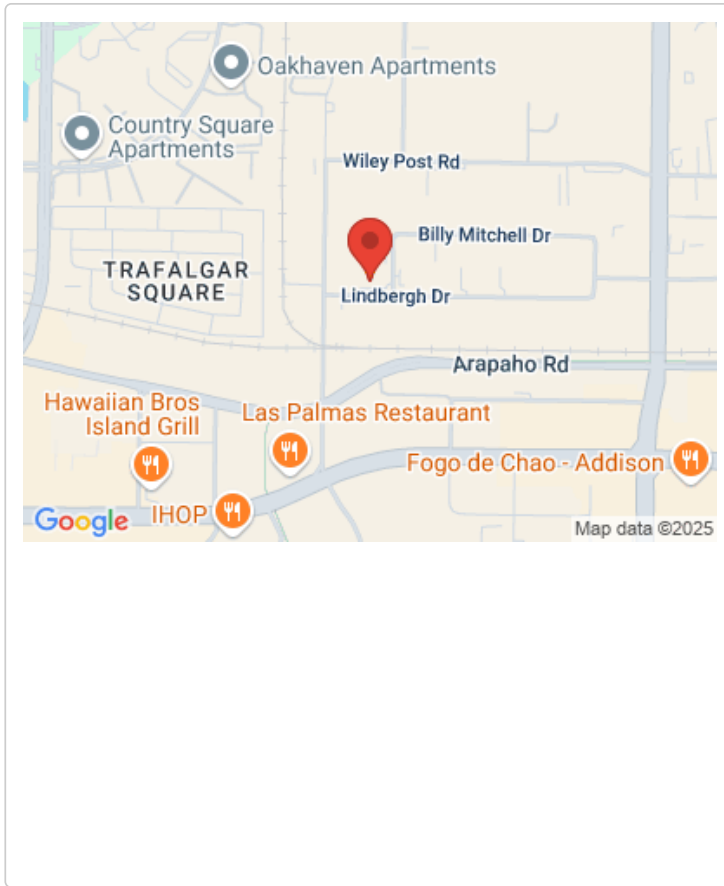 Oakhaven Apartments
Country Square
Apartments
Wiley Post Rd
Billy Mitchell Dr
TRAFALGAR
SQUARE
Lindbergh Dr
Arapaho Rd
Hawaiian Bros
Island Grill
Las Palmas Restaurant
Fogo de Chao - Addison
IHOP
Google
Map data ©2025